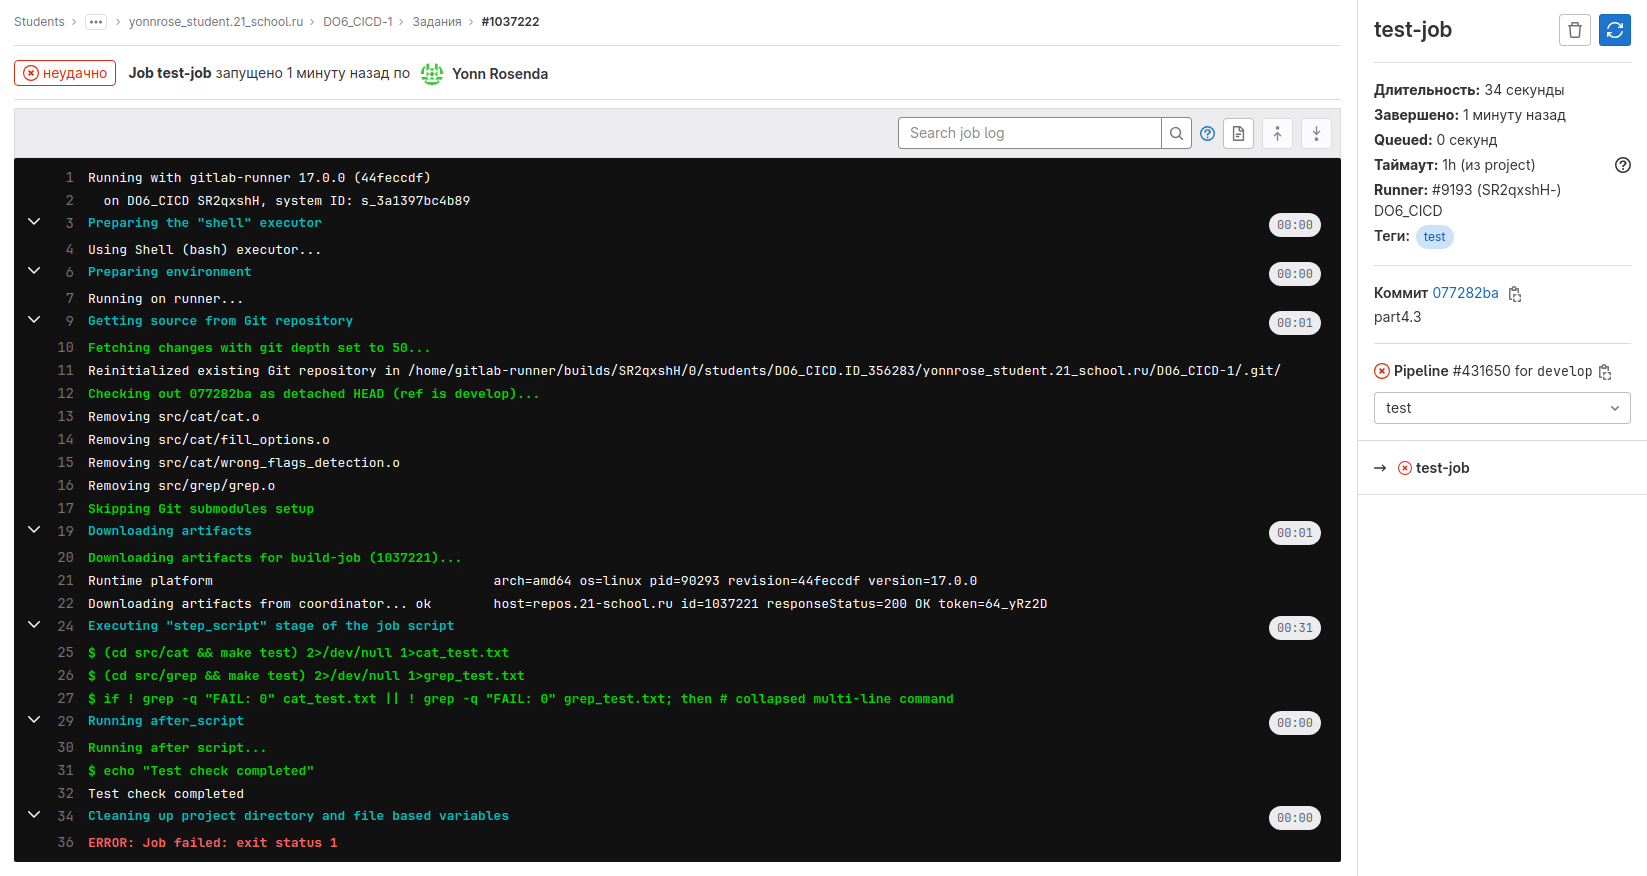 Students > ••• > yonnrose_student.21_school.ru > DO6_CICD-1 > Задания > #1037222
неудачно Job test-job запущено 1 минуту назад по Yonn Rosenda
Search job log
1 Running with gitlab-runner 17.0.0 (44feccdf)
2 on DO6_CICD SR2qxshH, system ID: s_3a1397bc4b89
3 Preparing the "shell" executor 00:00
4 Using Shell (bash) executor...
6 Preparing environment 00:00
7 Running on runner...
9 Getting source from Git repository 00:01
10 Fetching changes with git depth set to 50...
11 Reinitialized existing Git repository in /home/gitlab-runner/builds/SR2qxshH/0/students/DO6_CICD.ID_356283/yonnrose_student.21_school.ru/DO6_CICD-1/.git/
12 Checking out 077282ba as detached HEAD (ref is develop)...
13 Removing src/cat/cat.o
14 Removing src/cat/fill_options.o
15 Removing src/cat/wrong_flags_detection.o
16 Removing src/grep/grep.o
17 Skipping Git submodules setup
19 Downloading artifacts 00:01
20 Downloading artifacts for build-job (1037221)...
21 Runtime platform arch=amd64 os=linux pid=90293 revision=44feccdf version=17.0.0
22 Downloading artifacts from coordinator... ok host=repos.21-school.ru id=1037221 responseStatus=200 OK token=64_yRz2D
24 Executing "step_script" stage of the job script 00:31
25 $ (cd src/cat && make test) 2>/dev/null 1>cat_test.txt
26 $ (cd src/grep && make test) 2>/dev/null 1>grep_test.txt
27 $ if ! grep -q "FAIL: 0" cat_test.txt || ! grep -q "FAIL: 0" grep_test.txt; then # collapsed multi-line command
29 Running after_script 00:00
30 Running after script...
31 $ echo "Test check completed"
32 Test check completed
34 Cleaning up project directory and file based variables 00:00
36 ERROR: Job failed: exit status 1
test-job
Длительность: 34 секунды
Завершено: 1 минуту назад
Queued: 0 секунд
Таймаут: 1h (из project)
Runner: #9193 (SR2qxshH-)
DO6_CICD
Теги: test
Коммит 077282ba
part4.3
Pipeline #431650 for develop
test
→ test-job